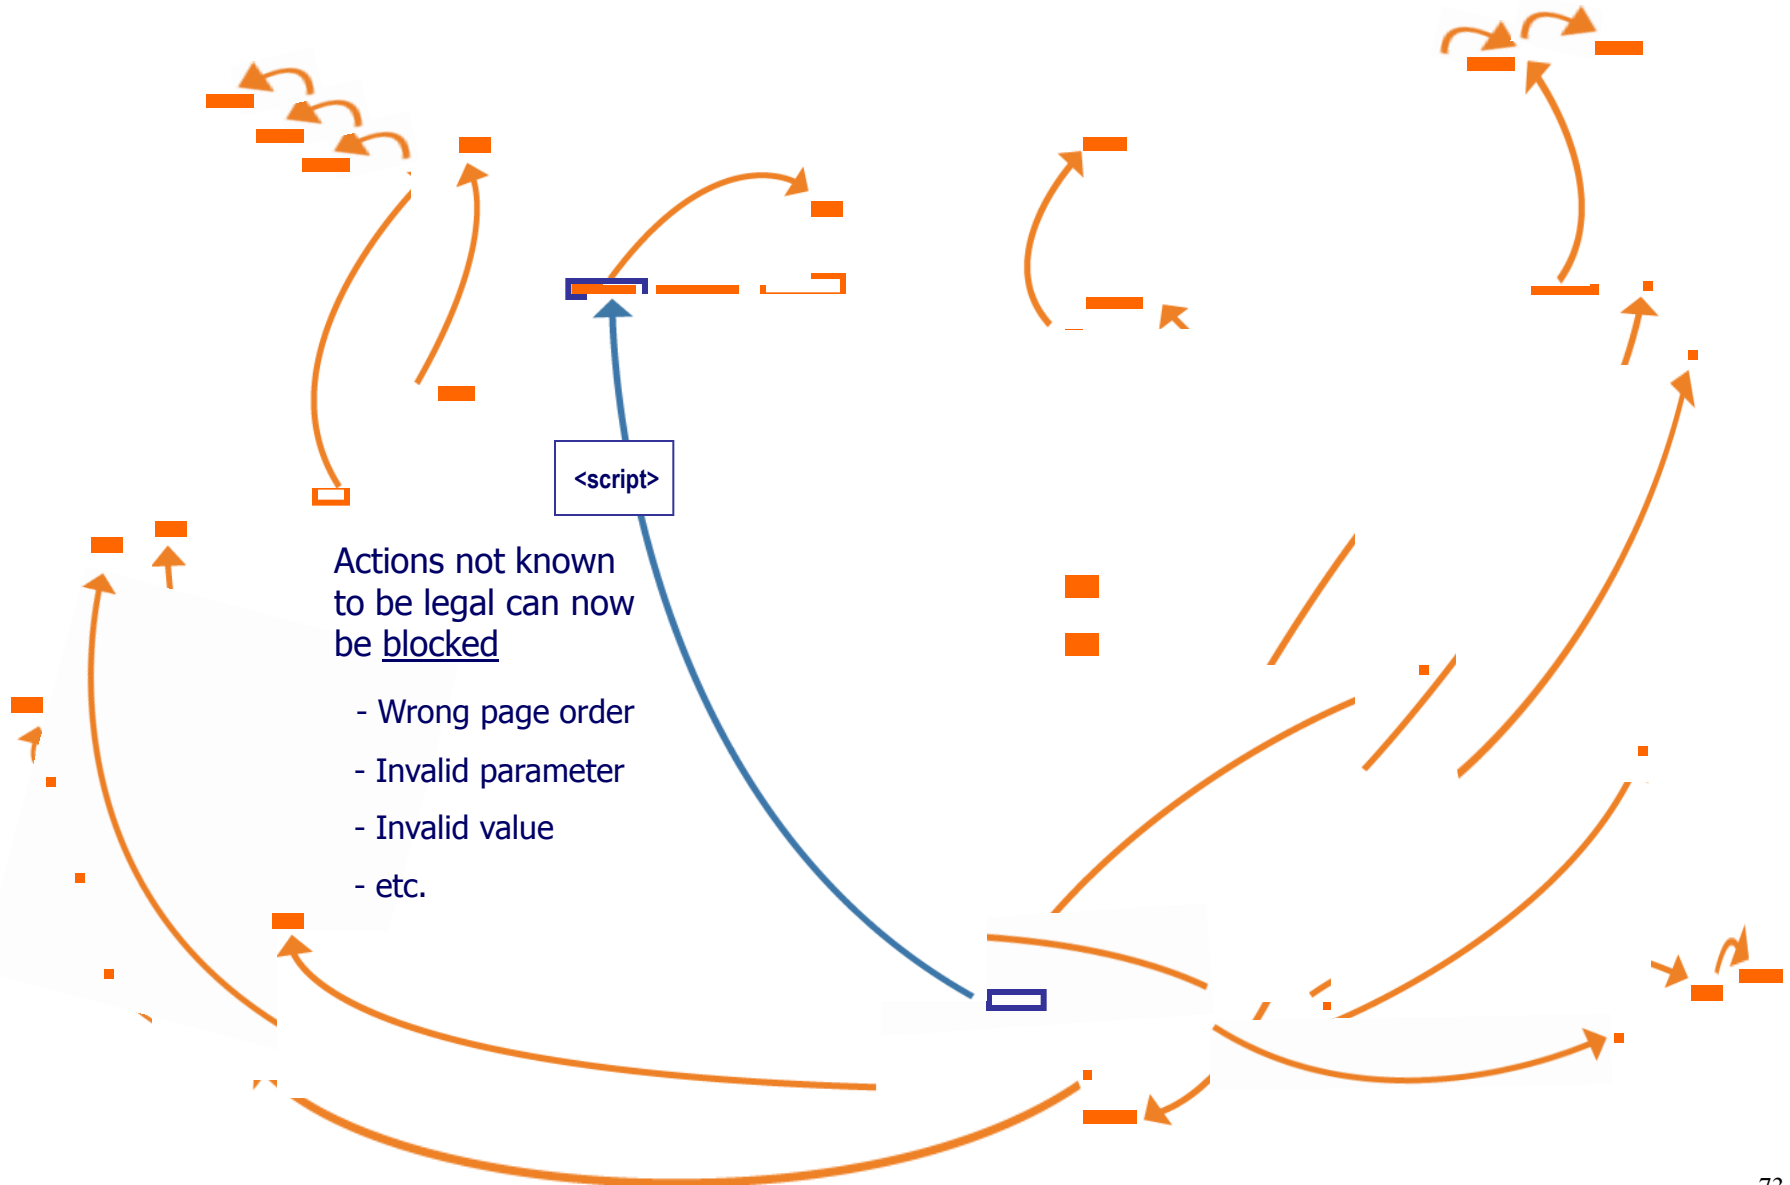 <script>
Actions not known
to be legal can now
be blocked
- Wrong page order
- Invalid parameter
- Invalid value
- etc.